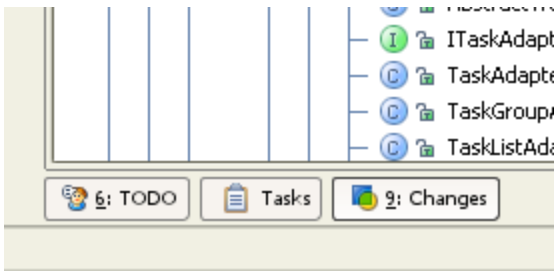 I ITaskAdapt
C TaskAdapte
C TaskGroupA
C TaskListAda
6: TODO Tasks 9: Changes